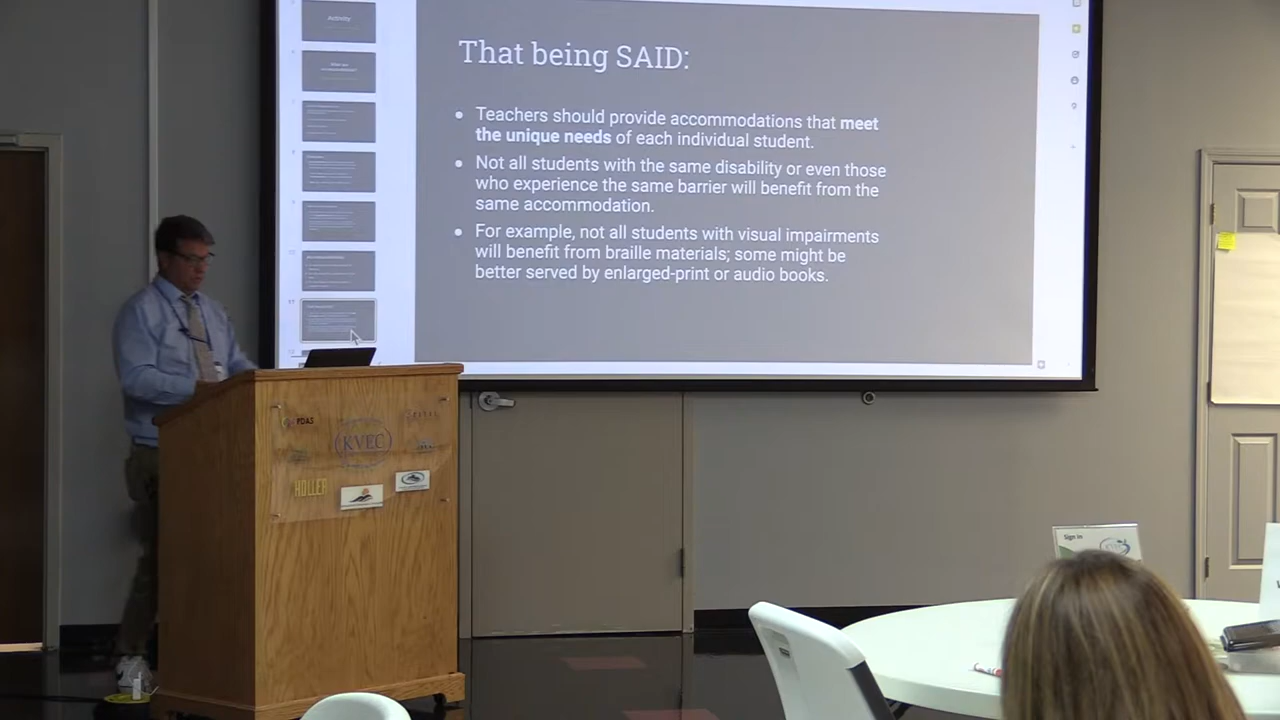 Activity
That being SAID:
• Teachers should provide accommodations that meet
the unique needs of each individual student.
• Not all students with the same disability or even those
who experience the same barrier will benefit from the
same accommodation.
• For example, not all students with visual impairments
will benefit from braille materials; some might be
better served by enlarged-print or audio books.
PDAS
KVEC
HOLLER
Sign In